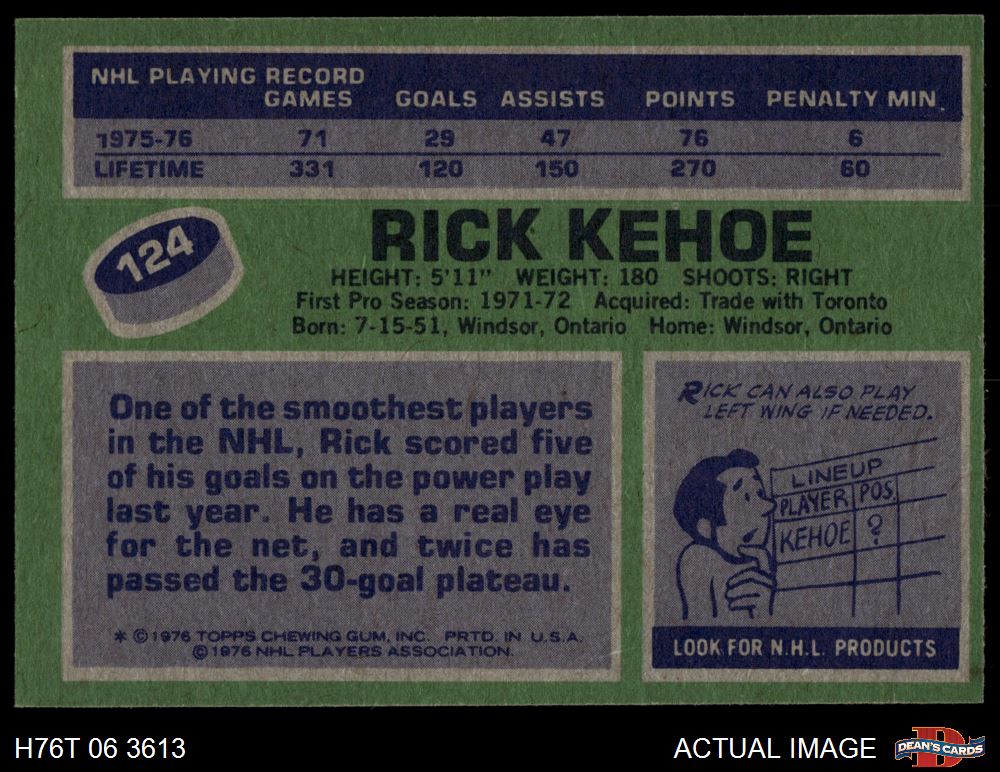 NHL PLAYING RECORD
GAMES GOALS ASSISTS POINTS PENALTY MIN.
1975-76 71 29 47 76 6
LIFETIME 331 120 150 270 60
124
RICK KEHOE
HEIGHT: 5'11" WEIGHT: 180 SHOOTS: RIGHT
First Pro Season: 1971-72 Acquired: Trade with Toronto
Born: 7-15-51, Windsor, Ontario Home: Windsor, Ontario
One of the smoothest players
in the NHL, Rick scored five
of his goals on the power play
last year. He has a real eye
for the net, and twice has
passed the 30-goal plateau.
* © 1976 TOPPS CHEWING GUM, INC. PRTD. IN U.S.A.
© 1976 NHL PLAYERS ASSOCIATION.
RICK CAN ALSO PLAY
LEFT WING IF NEEDED.
LINEUP
PLAYER POS.
KEHOE ?
LOOK FOR N.H.L. PRODUCTS
H76T 06 3613
ACTUAL IMAGE
D
DEAN'S CARDS